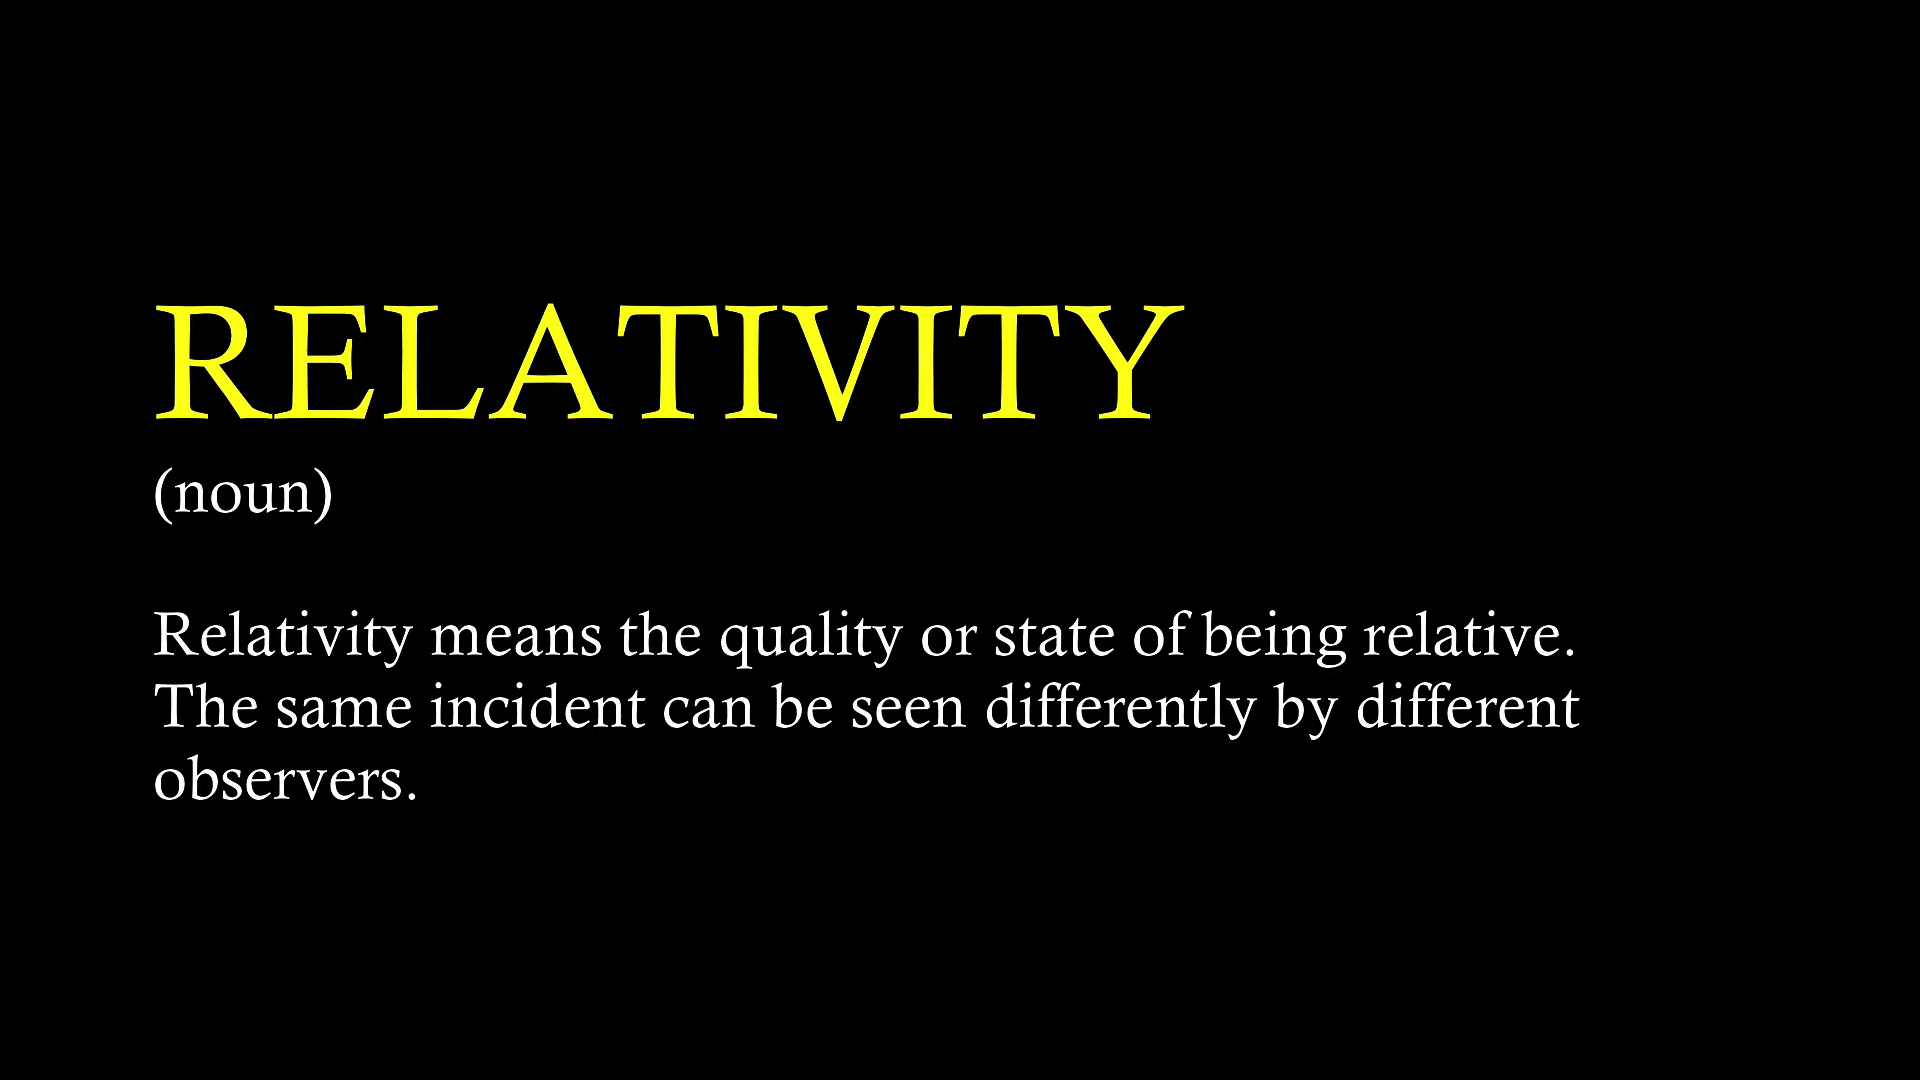 RELATIVITY
(noun)
Relativity means the quality or state of being relative.
The same incident can be seen differently by different
observers.